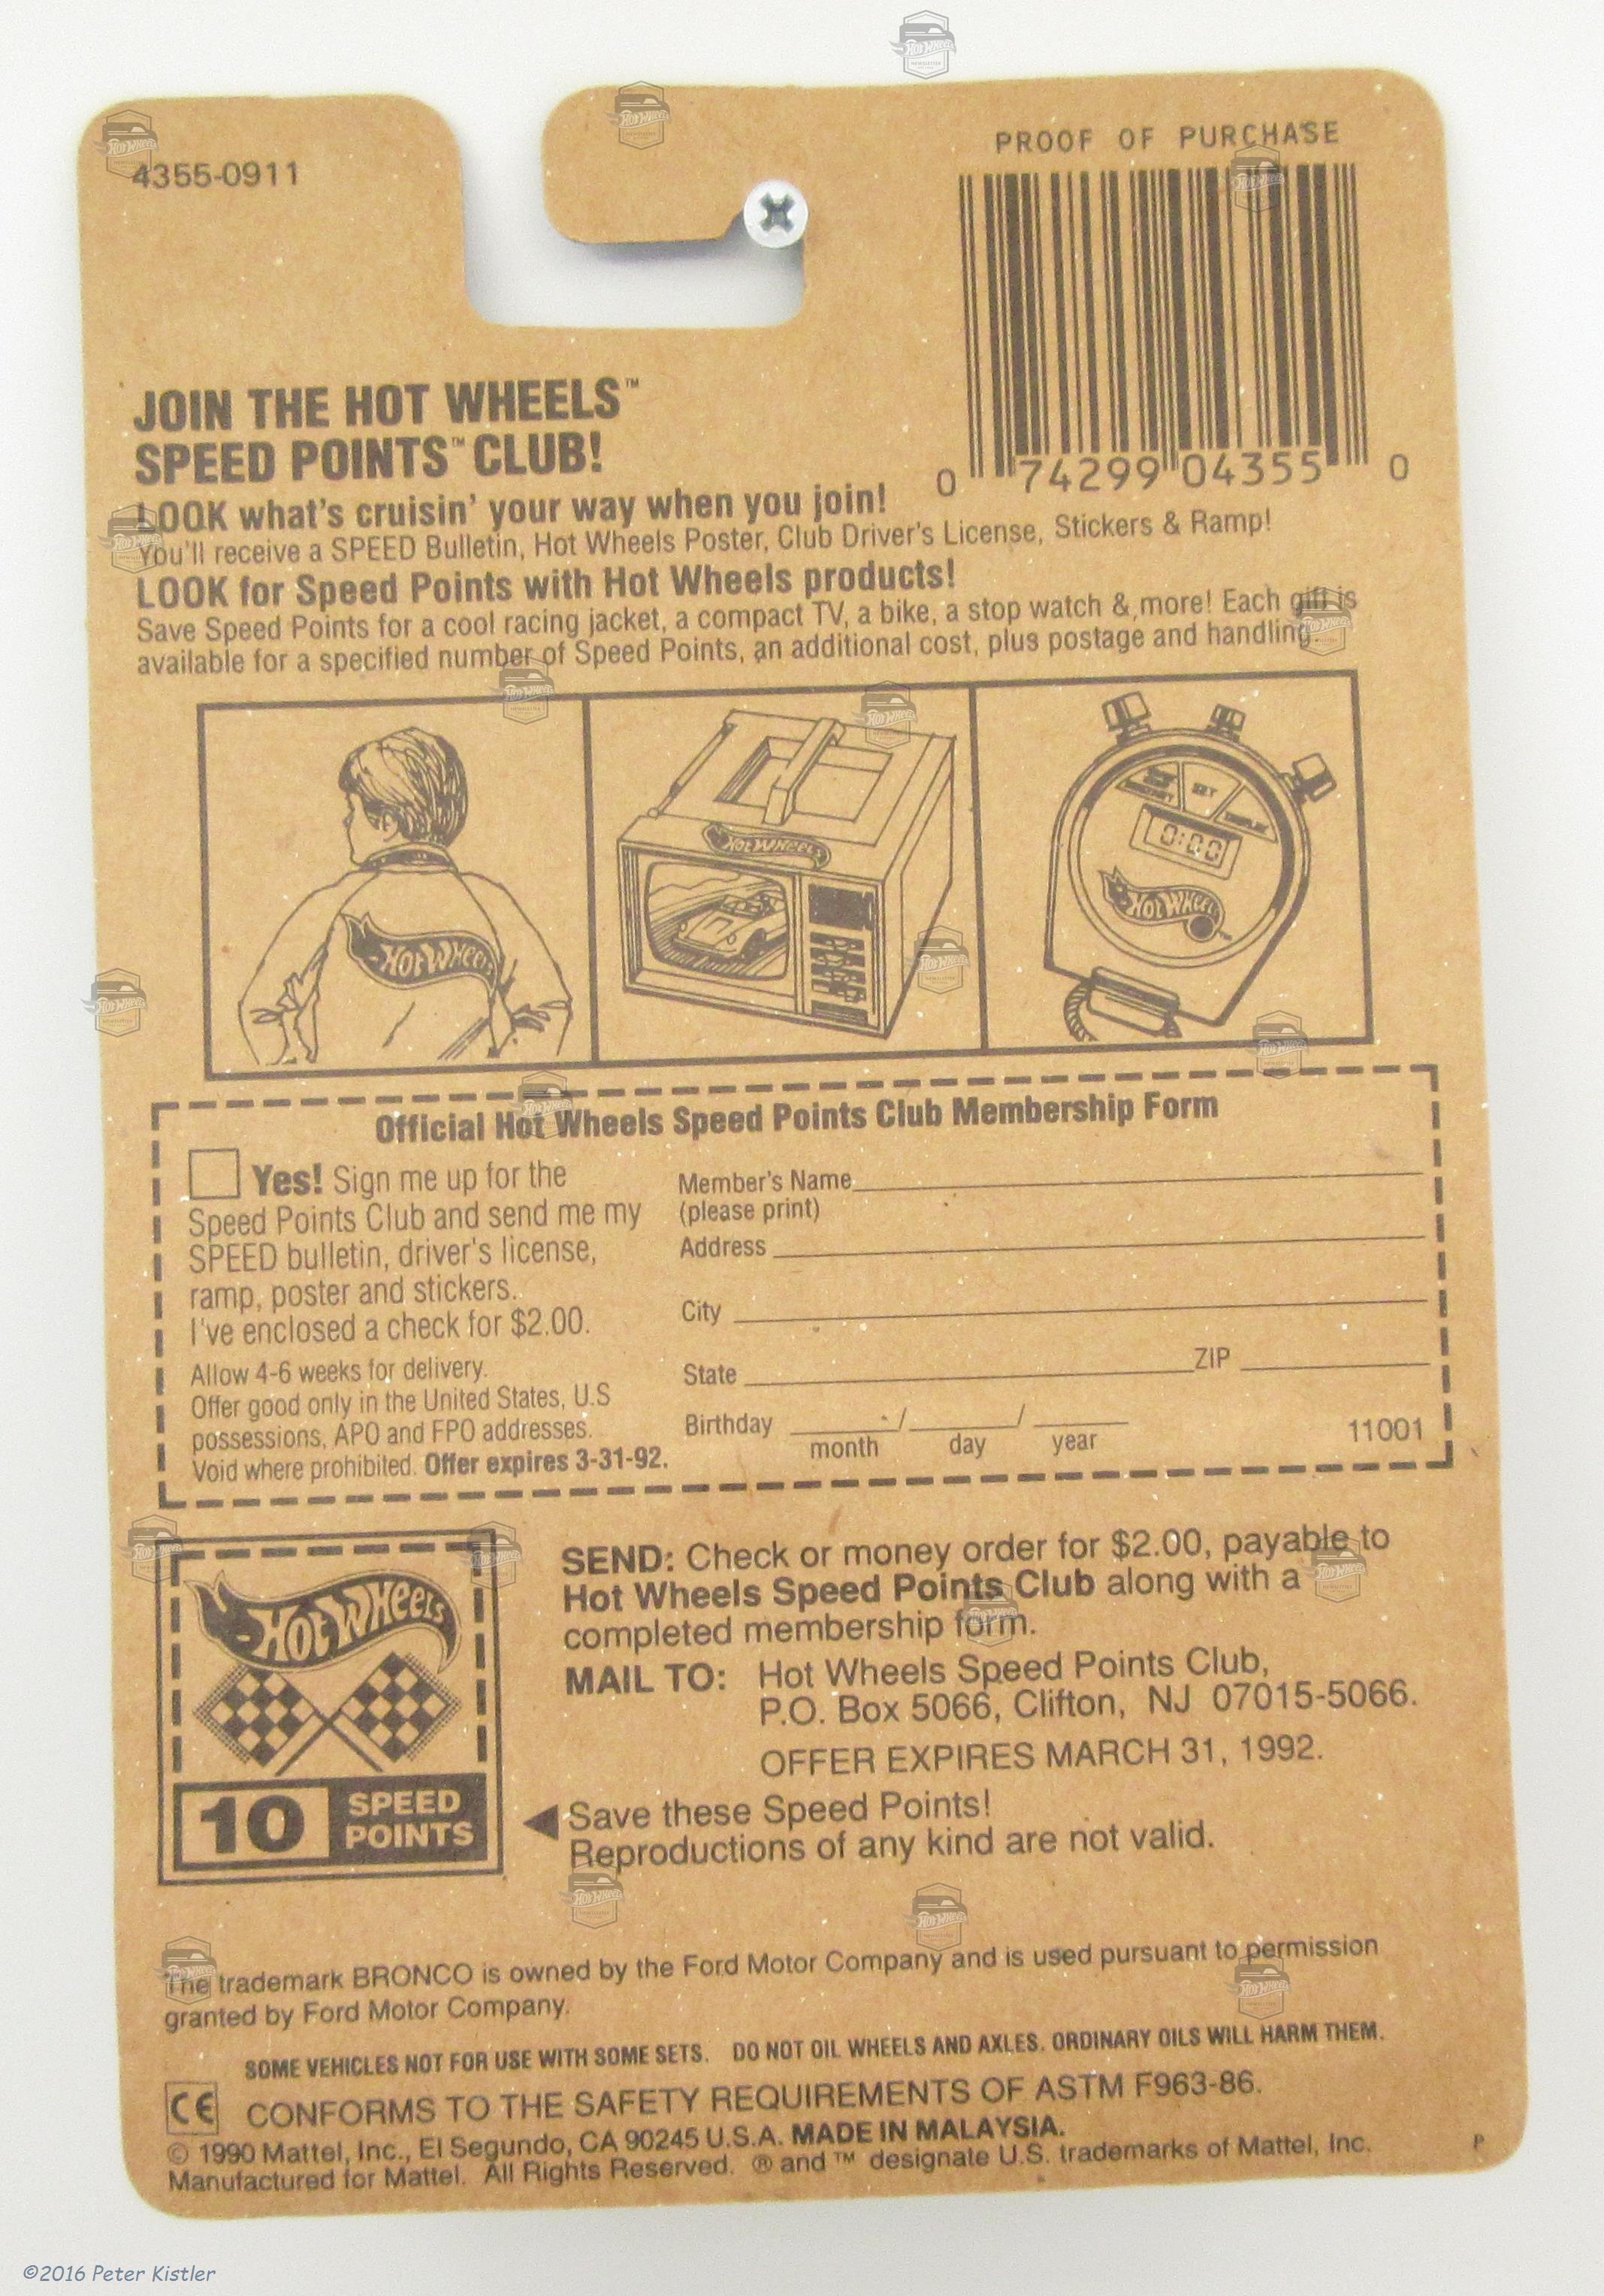 4355-0911
PROOF OF PURCHASE
0 74299 04355 0
JOIN THE HOT WHEELS™
SPEED POINTS™ CLUB!
LOOK what's cruisin' your way when you join!
You'll receive a SPEED Bulletin, Hot Wheels Poster, Club Driver's License, Stickers & Ramp!
LOOK for Speed Points with Hot Wheels products!
Save Speed Points for a cool racing jacket, a compact TV, a bike, a stop watch & more! Each gift is
available for a specified number of Speed Points, an additional cost, plus postage and handling.
HOT WHEELS
HOT WHEELS
SET
0:00
HOT WHEELS
Official Hot Wheels Speed Points Club Membership Form
Yes! Sign me up for the
Speed Points Club and send me my
SPEED bulletin, driver's license,
ramp, poster and stickers.
I've enclosed a check for $2.00.
Allow 4-6 weeks for delivery.
Offer good only in the United States, U.S
possessions, APO and FPO addresses.
Void where prohibited. Offer expires 3-31-92.
Member's Name
(please print)
Address
City
State ZIP
Birthday / /
month day year
11001
HOT WHEELS
10 SPEED
POINTS
SEND: Check or money order for $2.00, payable to
Hot Wheels Speed Points Club along with a
completed membership form.
MAIL TO: Hot Wheels Speed Points Club,
P.O. Box 5066, Clifton, NJ 07015-5066.
OFFER EXPIRES MARCH 31, 1992.
Save these Speed Points!
Reproductions of any kind are not valid.
The trademark BRONCO is owned by the Ford Motor Company and is used pursuant to permission
granted by Ford Motor Company.
SOME VEHICLES NOT FOR USE WITH SOME SETS. DO NOT OIL WHEELS AND AXLES. ORDINARY OILS WILL HARM THEM.
CE CONFORMS TO THE SAFETY REQUIREMENTS OF ASTM F963-86.
© 1990 Mattel, Inc., El Segundo, CA 90245 U.S.A. MADE IN MALAYSIA.
Manufactured for Mattel. All Rights Reserved. ® and ™ designate U.S. trademarks of Mattel, Inc.
P
©2016 Peter Kistler